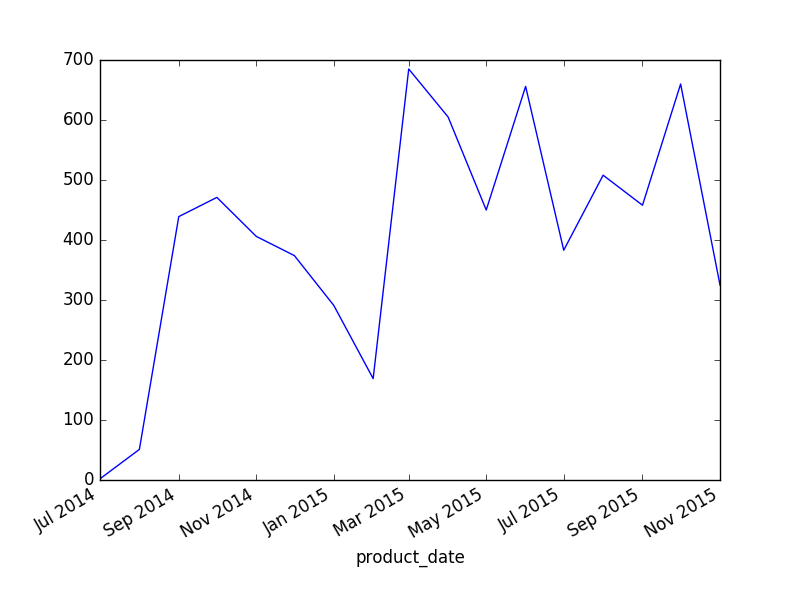 700
600
500
400
300
200
100
0
Jul 2014
Sep 2014
Nov 2014
Jan 2015
Mar 2015
May 2015
Jul 2015
Sep 2015
Nov 2015
product_date